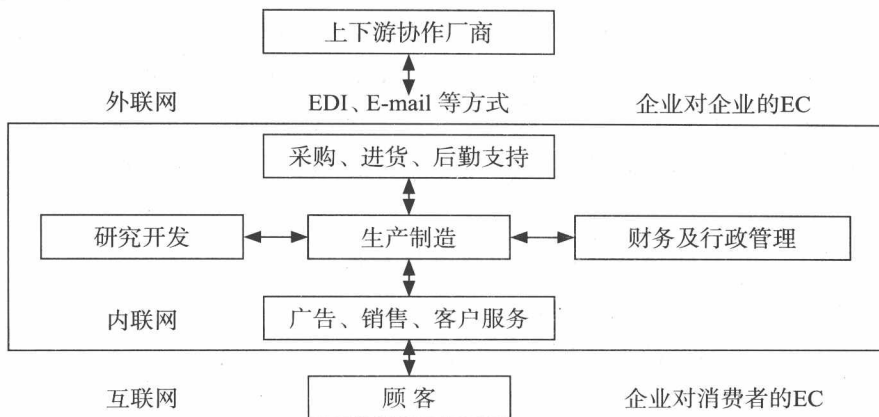 上下游协作厂商
外联网 EDI、E-mail 等方式 企业对企业的EC
采购、进货、后勤支持
研究开发 生产制造 财务及行政管理
内联网 广告、销售、客户服务
互联网 顾 客 企业对消费者的EC